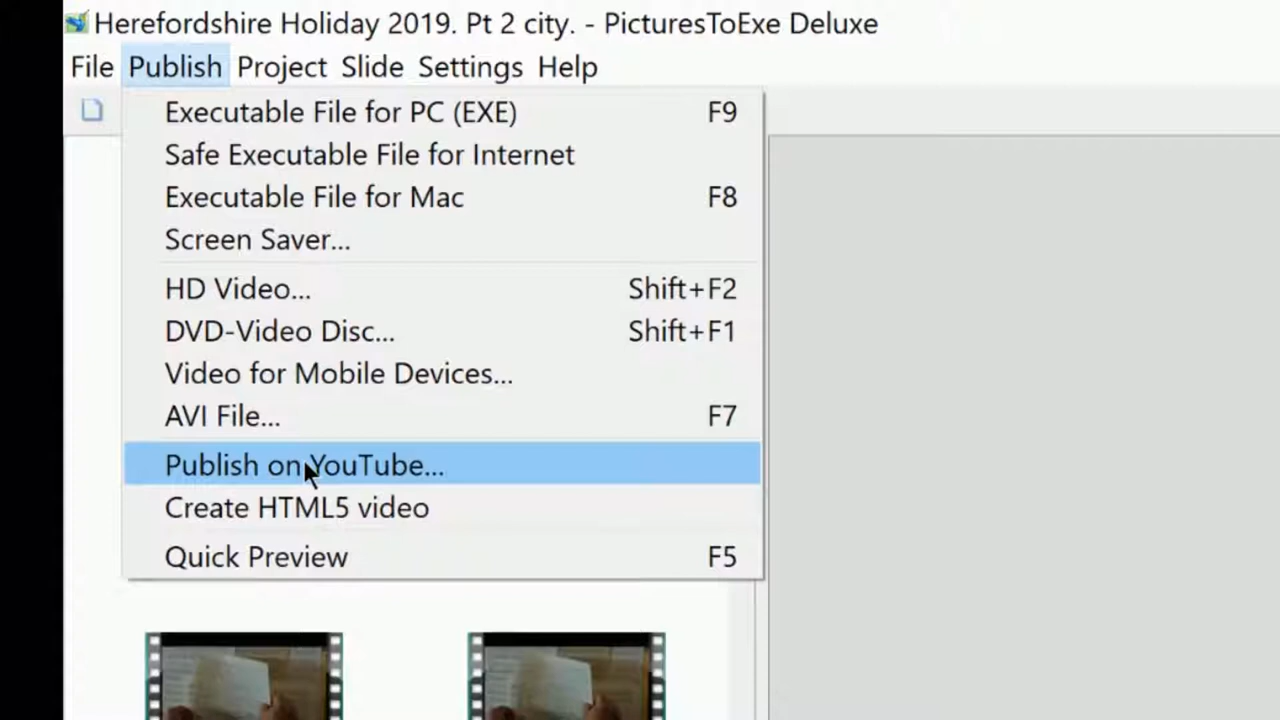 Herefordshire Holiday 2019. Pt 2 city. - PicturesToExe Deluxe
File Publish Project Slide Settings Help
Executable File for PC (EXE) F9
Safe Executable File for Internet
Executable File for Mac F8
Screen Saver...
HD Video... Shift+F2
DVD-Video Disc... Shift+F1
Video for Mobile Devices...
AVI File... F7
Publish on YouTube...
Create HTML5 video
Quick Preview F5